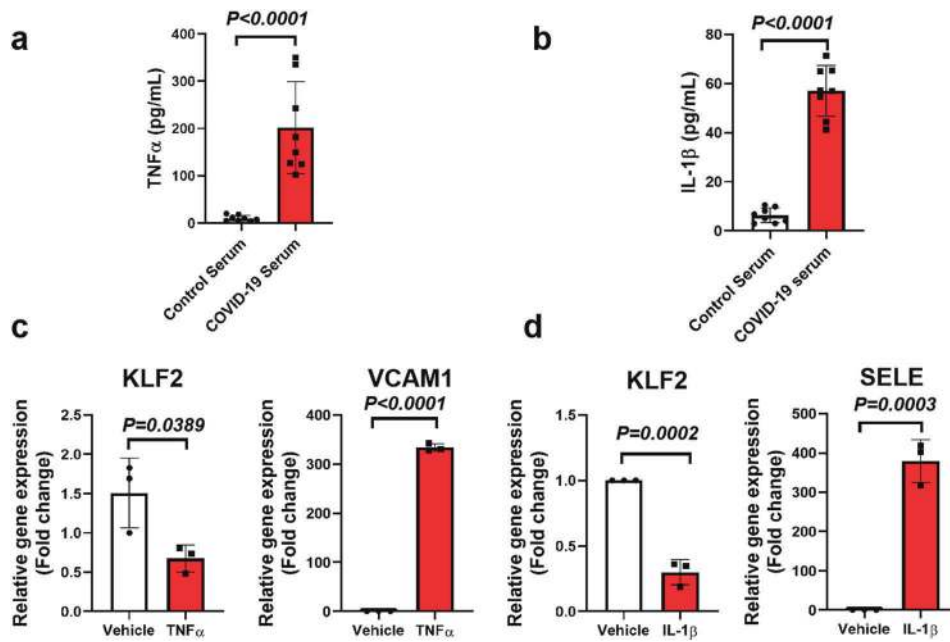 a
P<0.0001
TNFα (pg/mL)
400
300
200
100
0
Control Serum
COVID-19 Serum
b
P<0.0001
IL-1β (pg/mL)
80
60
40
20
0
Control Serum
COVID-19 serum
c
KLF2
P=0.0389
Relative gene expression
(Fold change)
2.5
2.0
1.5
1.0
0.5
0.0
Vehicle
TNFα
VCAM1
P<0.0001
Relative gene expression
(Fold change)
400
300
200
100
0
Vehicle
TNFα
d
KLF2
P=0.0002
Relative gene expression
(Fold change)
1.5
1.0
0.5
0.0
Vehicle
IL-1β
SELE
P=0.0003
Relative gene expression
(Fold change)
500
400
300
200
100
0
Vehicle
IL-1β